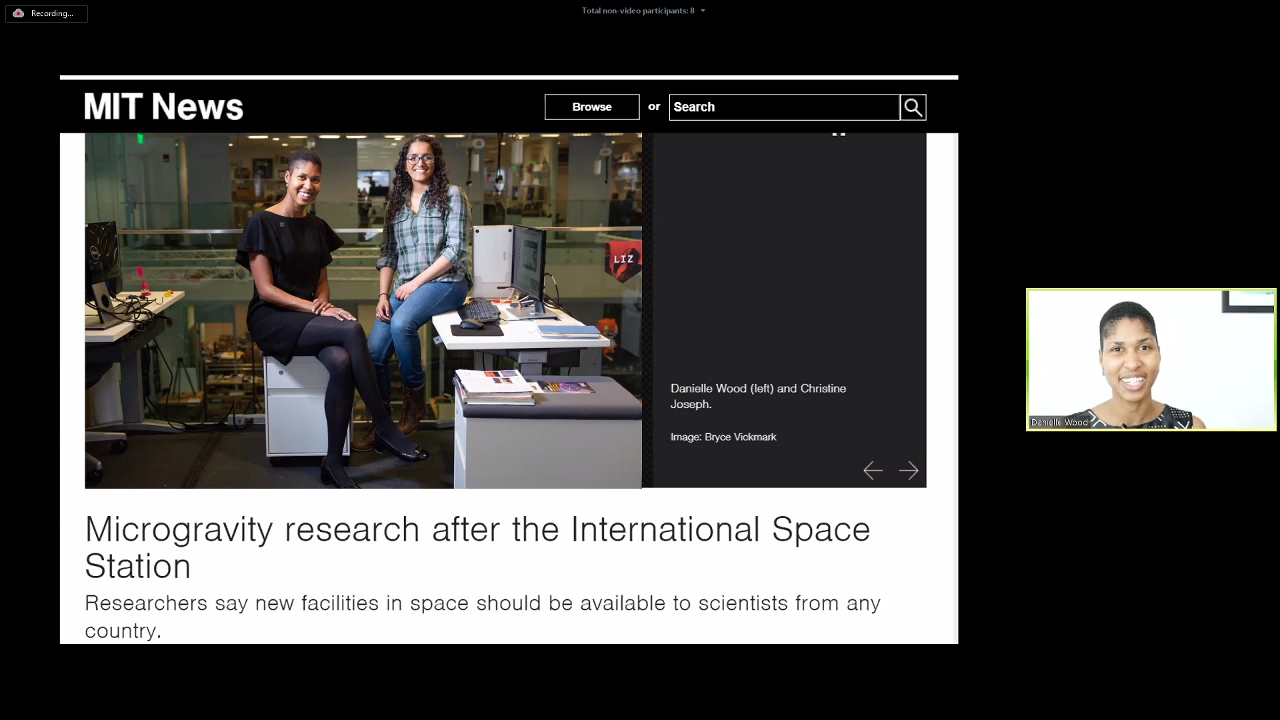 Recording...
Total non-video participants: 8
MIT News
Browse
or
Search
LIZ
Danielle Wood (left) and Christine
Joseph.
Image: Bryce Vickmark
Microgravity research after the International Space
Station
Researchers say new facilities in space should be available to scientists from any
country.
Danielle Wood